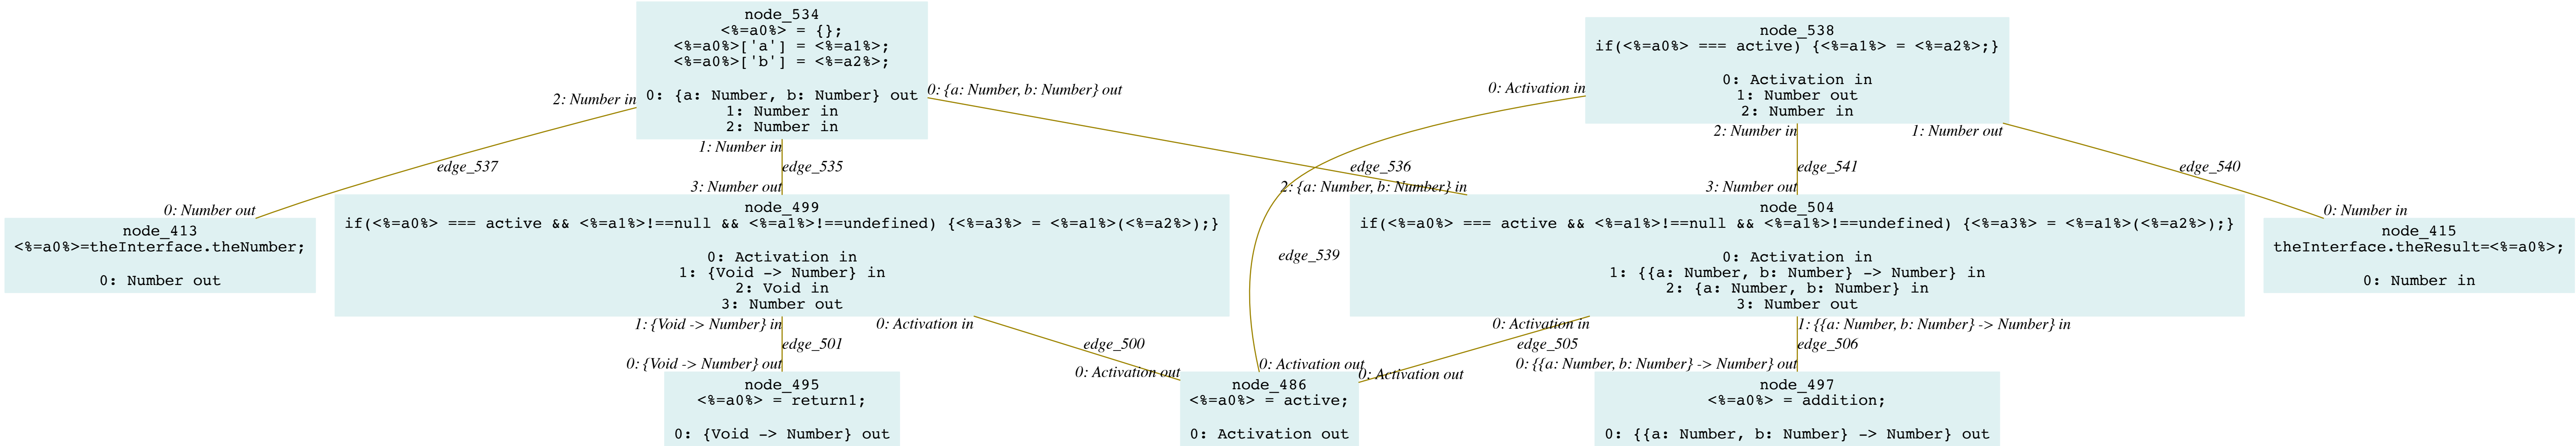 node_534
<%=a0%> = {};
<%=a0%>['a'] = <%=a1%>;
<%=a0%>['b'] = <%=a2%>;
0: {a: Number, b: Number} out
1: Number in
2: Number in
node_538
if(<%=a0%> === active) {<%=a1%> = <%=a2%>;}
0: Activation in
1: Number out
2: Number in
2: Number in
0: {a: Number, b: Number} out
0: Activation in
1: Number in
2: Number in
1: Number out
edge_537
edge_535
edge_536
edge_541
edge_540
0: Number out
3: Number out
2: {a: Number, b: Number} in
3: Number out
0: Number in
node_413
<%=a0%>=theInterface.theNumber;
0: Number out
node_499
if(<%=a0%> === active && <%=a1%>!==null && <%=a1%>!==undefined) {<%=a3%> = <%=a1%>(<%=a2%>);}
0: Activation in
1: {Void -> Number} in
2: Void in
3: Number out
edge_539
node_504
if(<%=a0%> === active && <%=a1%>!==null && <%=a1%>!==undefined) {<%=a3%> = <%=a1%>(<%=a2%>);}
0: Activation in
1: {{a: Number, b: Number} -> Number} in
2: {a: Number, b: Number} in
3: Number out
node_415
theInterface.theResult=<%=a0%>;
0: Number in
1: {Void -> Number} in
0: Activation in
0: Activation in
1: {{a: Number, b: Number} -> Number} in
edge_501
edge_500
edge_505
edge_506
0: {Void -> Number} out
0: Activation out
0: Activation out
0: Activation out
0: {{a: Number, b: Number} -> Number} out
node_495
<%=a0%> = return1;
0: {Void -> Number} out
node_486
<%=a0%> = active;
0: Activation out
node_497
<%=a0%> = addition;
0: {{a: Number, b: Number} -> Number} out